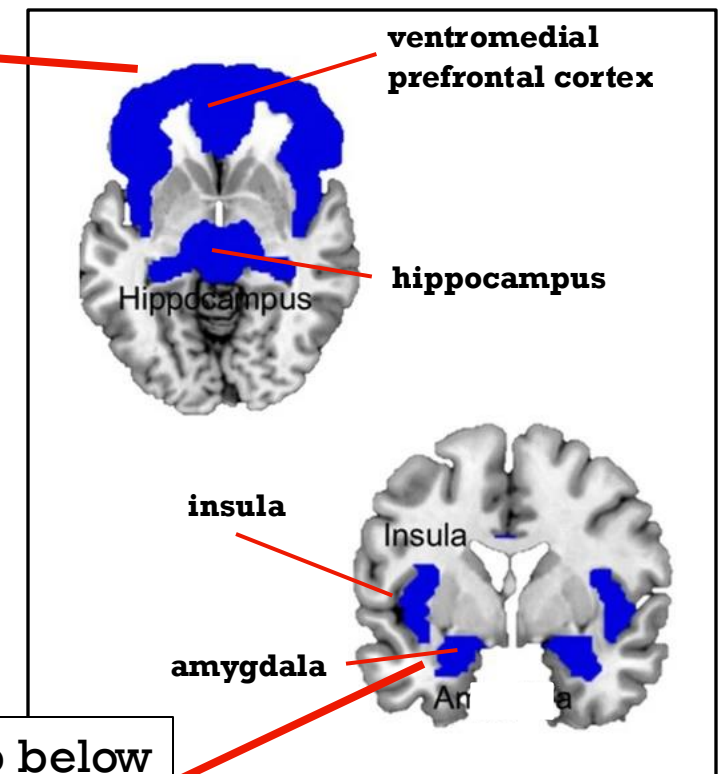 ventromedial
prefrontal cortex
hippocampus
Hippocampus
insula
Insula
amygdala
below